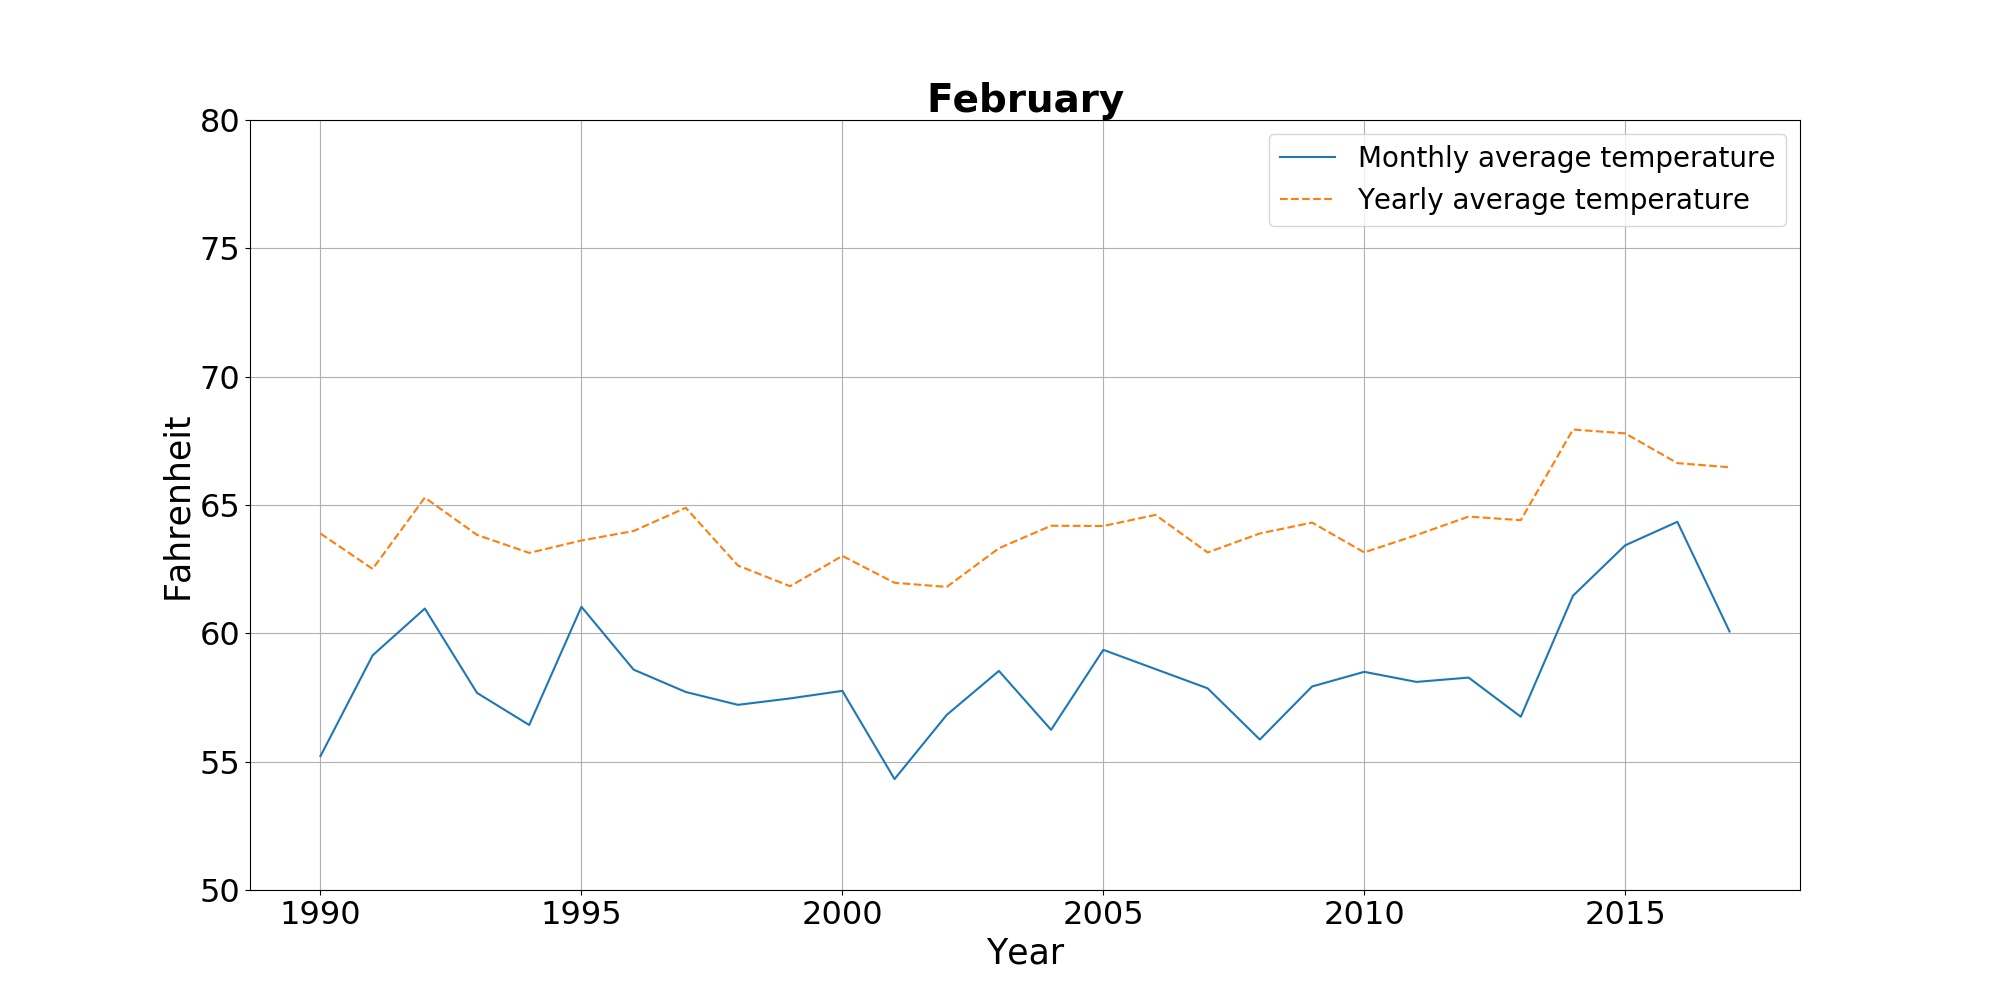 February
80
75
70
65
60
55
50
Fahrenheit
Monthly average temperature
Yearly average temperature
1990 1995 2000 2005 2010 2015
Year